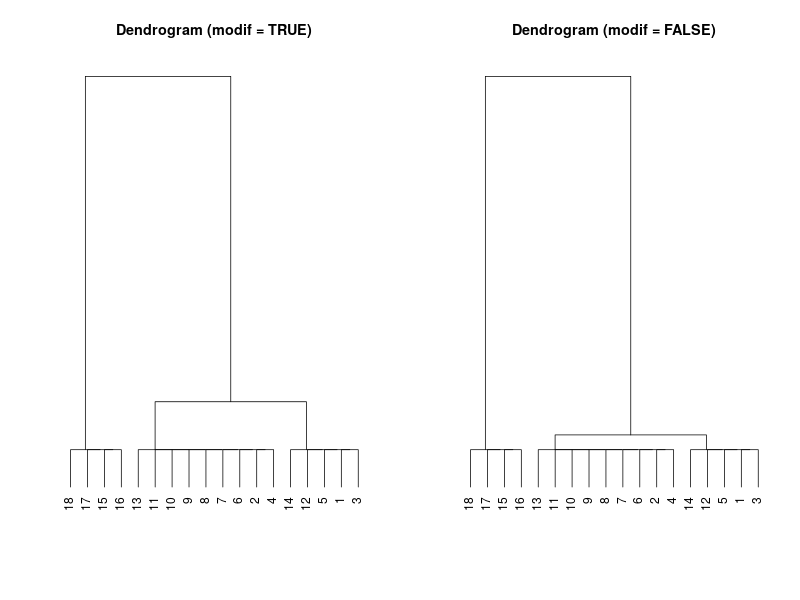 Dendrogram (modif = TRUE)
18 17 15 16 13 11 10 9 8 7 6 2 4 14 12 5 1 3
Dendrogram (modif = FALSE)
18 17 15 16 13 11 10 9 8 7 6 2 4 14 12 5 1 3